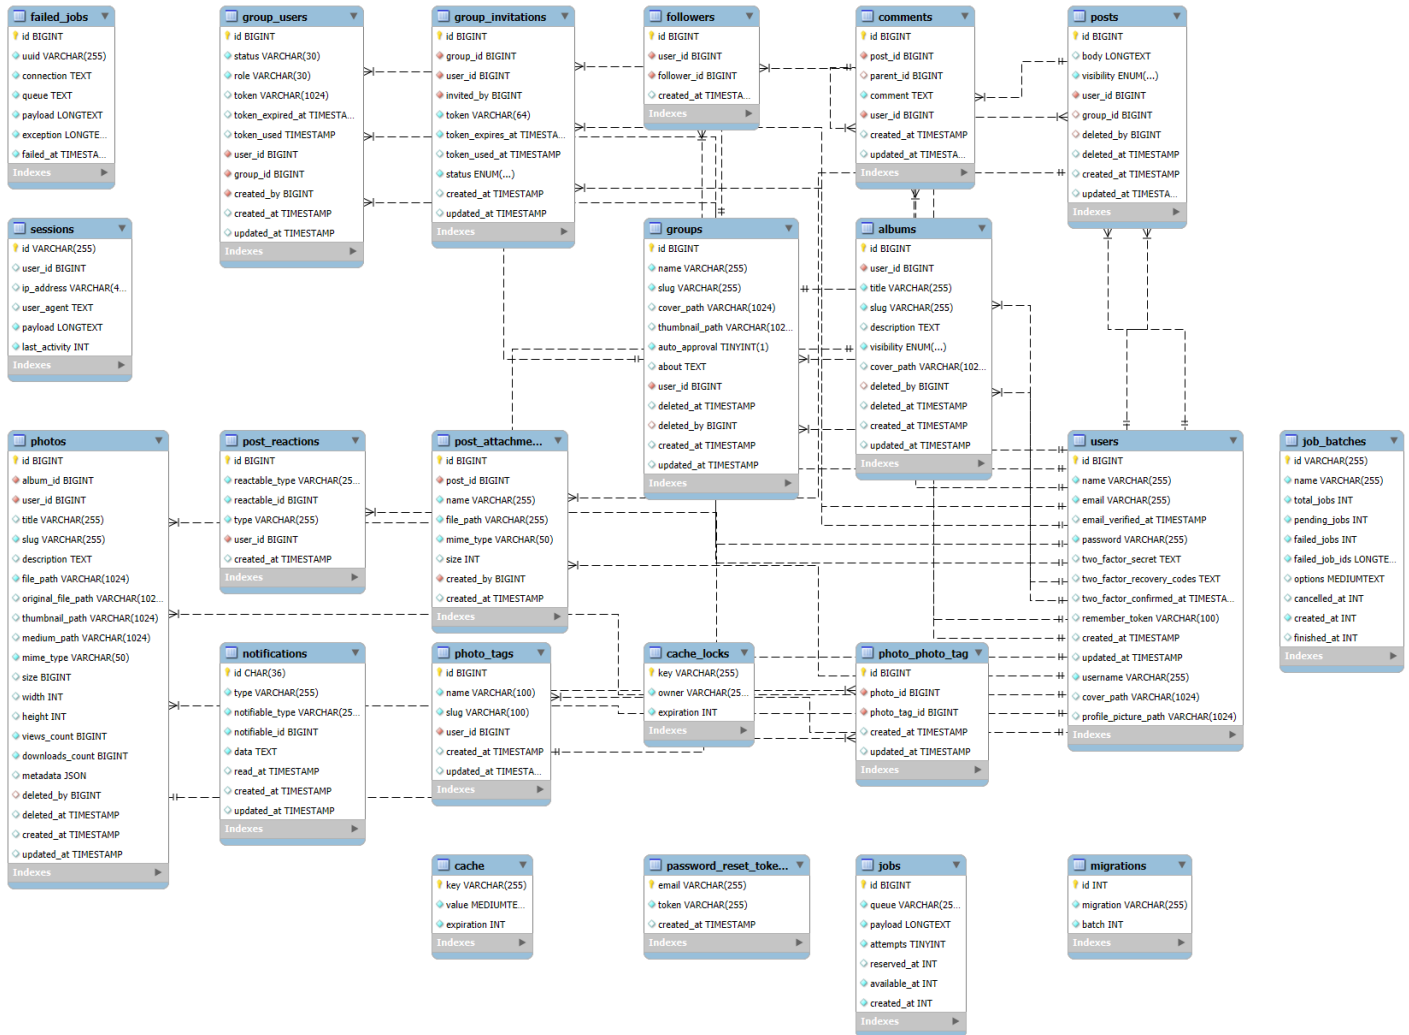 failed_jobs
id BIGINT
uuid VARCHAR(255)
connection TEXT
queue TEXT
payload LONGTEXT
exception LONGTE...
failed_at TIMESTA...
Indexes
group_users
id BIGINT
status VARCHAR(30)
role VARCHAR(30)
token VARCHAR(1024)
token_expired_at TIMESTA...
token_used TIMESTAMP
user_id BIGINT
group_id BIGINT
created_by BIGINT
created_at TIMESTAMP
updated_at TIMESTAMP
Indexes
group_invitations
id BIGINT
group_id BIGINT
user_id BIGINT
invited_by BIGINT
token VARCHAR(64)
token_expires_at TIMESTA...
token_used_at TIMESTAMP
status ENUM(...)
created_at TIMESTAMP
updated_at TIMESTAMP
Indexes
followers
id BIGINT
user_id BIGINT
follower_id BIGINT
created_at TIMESTA...
Indexes
comments
id BIGINT
post_id BIGINT
parent_id BIGINT
comment TEXT
user_id BIGINT
created_at TIMESTAMP
updated_at TIMESTA...
Indexes
posts
id BIGINT
body LONGTEXT
visibility ENUM(...)
user_id BIGINT
group_id BIGINT
deleted_by BIGINT
deleted_at TIMESTAMP
created_at TIMESTAMP
updated_at TIMESTA...
Indexes
sessions
id VARCHAR(255)
user_id BIGINT
ip_address VARCHAR(4...
user_agent TEXT
payload LONGTEXT
last_activity INT
Indexes
groups
id BIGINT
name VARCHAR(255)
slug VARCHAR(255)
cover_path VARCHAR(1024)
thumbnail_path VARCHAR(102...
auto_approval TINYINT(1)
about TEXT
user_id BIGINT
deleted_at TIMESTAMP
deleted_by BIGINT
created_at TIMESTAMP
updated_at TIMESTAMP
Indexes
albums
id BIGINT
user_id BIGINT
title VARCHAR(255)
slug VARCHAR(255)
description TEXT
visibility ENUM(...)
cover_path VARCHAR(102...
deleted_by BIGINT
deleted_at TIMESTAMP
created_at TIMESTAMP
updated_at TIMESTAMP
Indexes
photos
id BIGINT
album_id BIGINT
user_id BIGINT
title VARCHAR(255)
slug VARCHAR(255)
description TEXT
file_path VARCHAR(1024)
original_file_path VARCHAR(102...
thumbnail_path VARCHAR(1024)
medium_path VARCHAR(1024)
mime_type VARCHAR(50)
size BIGINT
width INT
height INT
views_count BIGINT
downloads_count BIGINT
metadata JSON
deleted_by BIGINT
deleted_at TIMESTAMP
created_at TIMESTAMP
updated_at TIMESTAMP
Indexes
post_reactions
id BIGINT
reactable_type VARCHAR(25...
reactable_id BIGINT
type VARCHAR(255)
user_id BIGINT
created_at TIMESTAMP
Indexes
post_attachme...
id BIGINT
post_id BIGINT
name VARCHAR(255)
file_path VARCHAR(255)
mime_type VARCHAR(50)
size INT
created_by BIGINT
created_at TIMESTAMP
Indexes
users
id BIGINT
name VARCHAR(255)
email VARCHAR(255)
email_verified_at TIMESTAMP
password VARCHAR(255)
two_factor_secret TEXT
two_factor_recovery_codes TEXT
two_factor_confirmed_at TIMESTA...
remember_token VARCHAR(100)
created_at TIMESTAMP
updated_at TIMESTAMP
username VARCHAR(255)
cover_path VARCHAR(1024)
profile_picture_path VARCHAR(1024)
Indexes
job_batches
id VARCHAR(255)
name VARCHAR(255)
total_jobs INT
pending_jobs INT
failed_jobs INT
failed_job_ids LONGTE...
options MEDIUMTEXT
cancelled_at INT
created_at INT
finished_at INT
Indexes
notifications
id CHAR(36)
type VARCHAR(255)
notifiable_type VARCHAR(25...
notifiable_id BIGINT
data TEXT
read_at TIMESTAMP
created_at TIMESTAMP
updated_at TIMESTAMP
Indexes
photo_tags
id BIGINT
name VARCHAR(100)
slug VARCHAR(100)
user_id BIGINT
created_at TIMESTAMP
updated_at TIMESTA...
Indexes
cache_locks
key VARCHAR(255)
owner VARCHAR(25...
expiration INT
Indexes
photo_photo_tag
id BIGINT
photo_id BIGINT
photo_tag_id BIGINT
created_at TIMESTAMP
updated_at TIMESTAMP
Indexes
cache
key VARCHAR(255)
value MEDIUMTE...
expiration INT
Indexes
password_reset_toke...
email VARCHAR(255)
token VARCHAR(255)
created_at TIMESTAMP
Indexes
jobs
id BIGINT
queue VARCHAR(25...
payload LONGTEXT
attempts TINYINT
reserved_at INT
available_at INT
created_at INT
Indexes
migrations
id INT
migration VARCHAR(255)
batch INT
Indexes